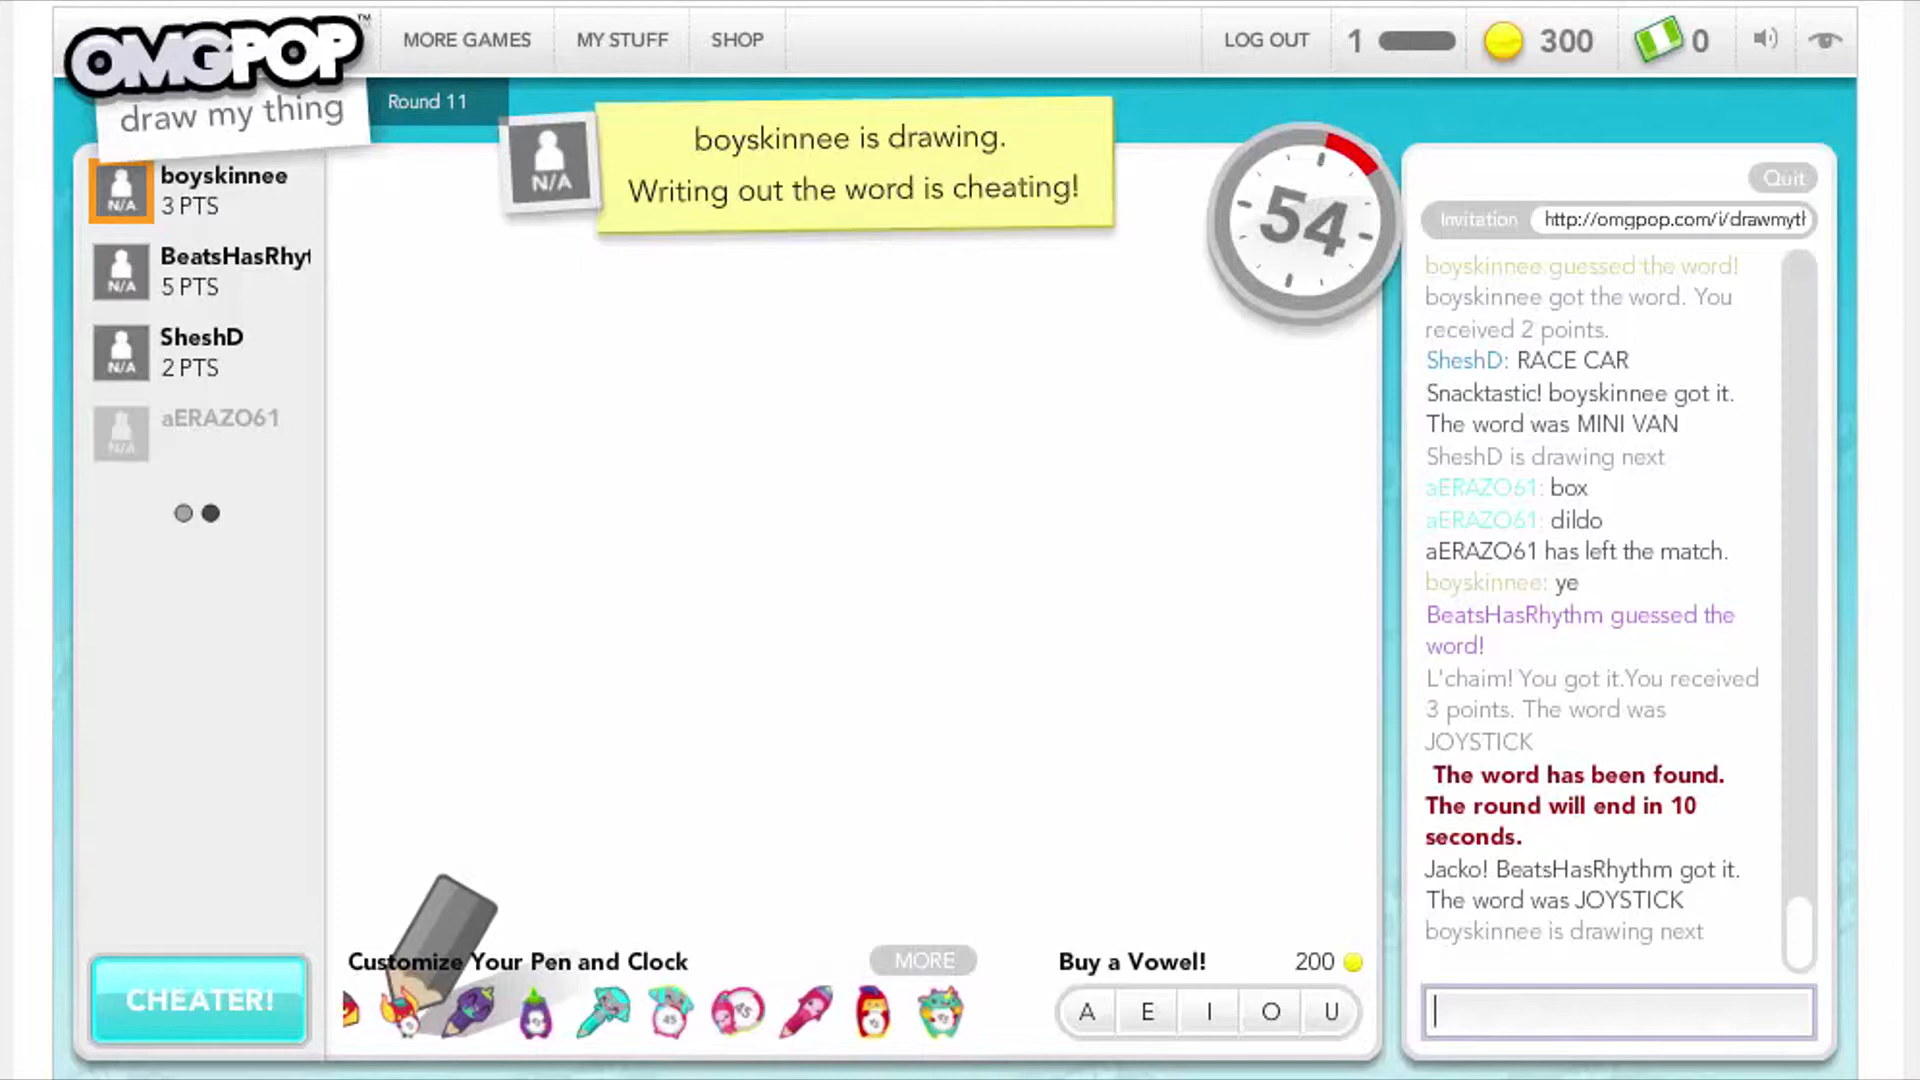 OMGPOP™
MORE GAMES
MY STUFF
SHOP
LOG OUT
1
300
0
draw my thing
Round 11
boyskinnee is drawing.
Writing out the word is cheating!
N/A
54
N/A
boyskinnee
3 PTS
N/A
BeatsHasRhyt
5 PTS
N/A
SheshD
2 PTS
N/A
aERAZO61
CHEATER!
Customize Your Pen and Clock
MORE
Buy a Vowel!
200
A E I O U
Quit
Invitation http://omgpop.com/i/drawmyth
boyskinnee guessed the word!
boyskinnee got the word. You
received 2 points.
SheshD: RACE CAR
Snacktastic! boyskinnee got it.
The word was MINI VAN
SheshD is drawing next
aERAZO61: box
aERAZO61: dildo
aERAZO61 has left the match.
boyskinnee: ye
BeatsHasRhythm guessed the
word!
L'chaim! You got it.You received
3 points. The word was
JOYSTICK
The word has been found.
The round will end in 10
seconds.
Jacko! BeatsHasRhythm got it.
The word was JOYSTICK
boyskinnee is drawing next